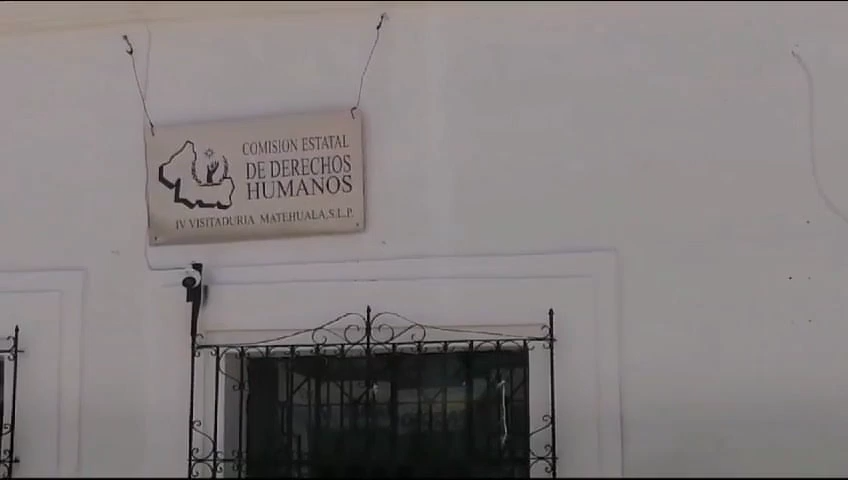 COMISION ESTATAL
DE DERECHOS
HUMANOS
IV VISITADURIA MATEHUALA, S.L.P.